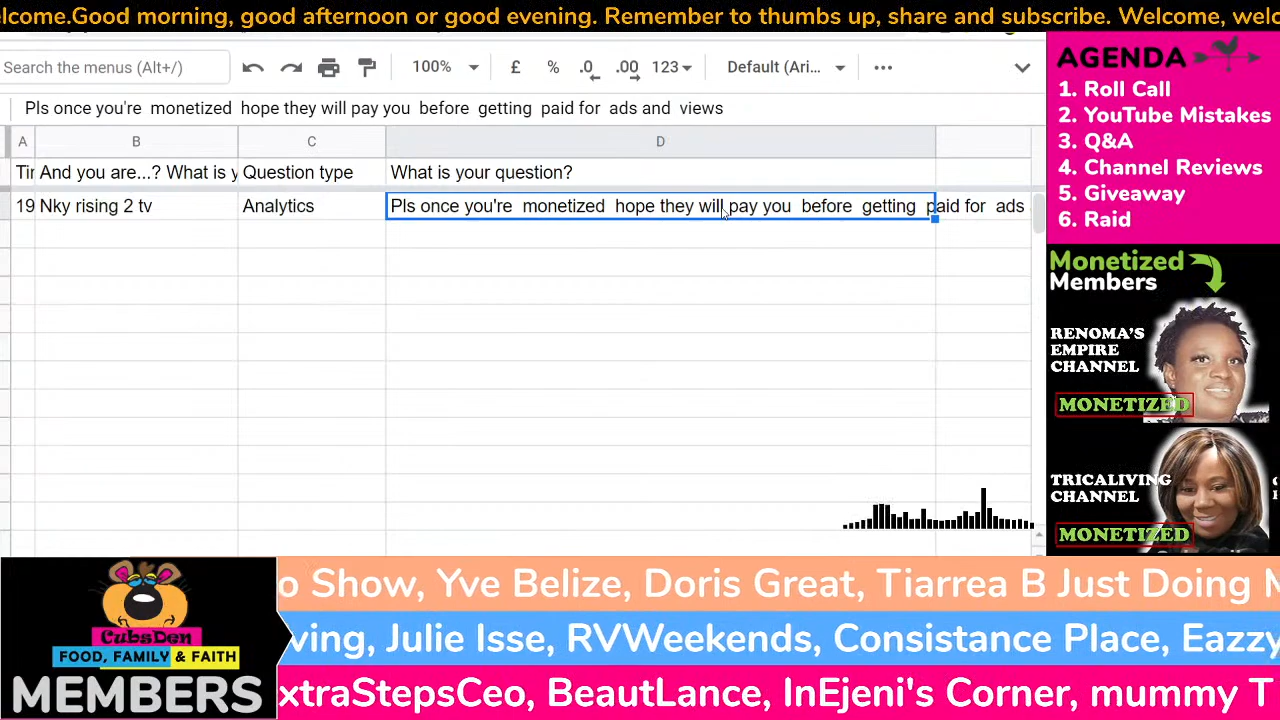 elcome.Good morning, good afternoon or good evening. Remember to thumbs up, share and subscribe. Welcome, welc
Search the menus (Alt+/)
100%
£
%
.0
.00
123
Default (Ari...
Pls once you're monetized hope they will pay you before getting paid for ads and views
A
B
C
D
Tir
And you are...? What is y
Question type
What is your question?
19
Nky rising 2 tv
Analytics
Pls once you're monetized hope they will pay you before getting paid for ads
AGENDA
1. Roll Call
2. YouTube Mistakes
3. Q&A
4. Channel Reviews
5. Giveaway
6. Raid
Monetized
Members
RENOMA'S
EMPIRE
CHANNEL
MONETIZED
TRICALIVING
CHANNEL
MONETIZED
CubsDen
FOOD, FAMILY & FAITH
MEMBERS
o Show, Yve Belize, Doris Great, Tiarrea B Just Doing M
ving, Julie Isse, RVWeekends, Consistance Place, Eazzy
xtraStepsCeo, BeautLance, InEjeni's Corner, mummy T